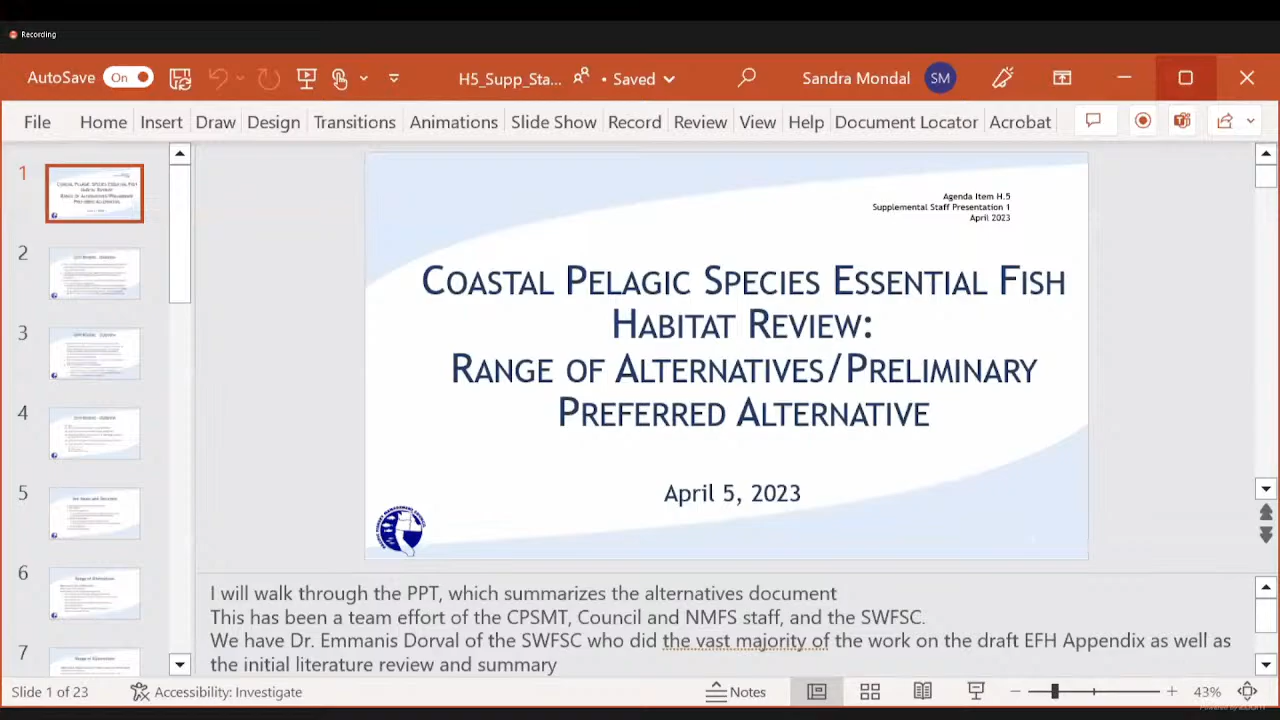 Recording
AutoSave On H5_Supp_Sta... • Saved Sandra Mondal SM
File Home Insert Draw Design Transitions Animations Slide Show Record Review View Help Document Locator Acrobat
1
2
3
4
5
6
7
Agenda Item H.5
Supplemental Staff Presentation 1
April 2023
COASTAL PELAGIC SPECIES ESSENTIAL FISH
HABITAT REVIEW:
RANGE OF ALTERNATIVES/PRELIMINARY
PREFERRED ALTERNATIVE
April 5, 2023
I will walk through the PPT, which summarizes the alternatives document
This has been a team effort of the CPSMT, Council and NMFS staff, and the SWFSC.
We have Dr. Emmanis Dorval of the SWFSC who did the vast majority of the work on the draft EFH Appendix as well as
the initial literature review and summary
Slide 1 of 23 Accessibility: Investigate Notes 43%
Powered by Zoom